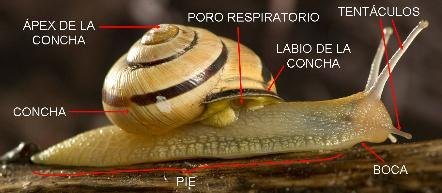 ÁPEX DE LA
CONCHA
PORO RESPIRATORIO
TENTÁCULOS
LABIO DE LA
CONCHA
CONCHA
PIE
BOCA